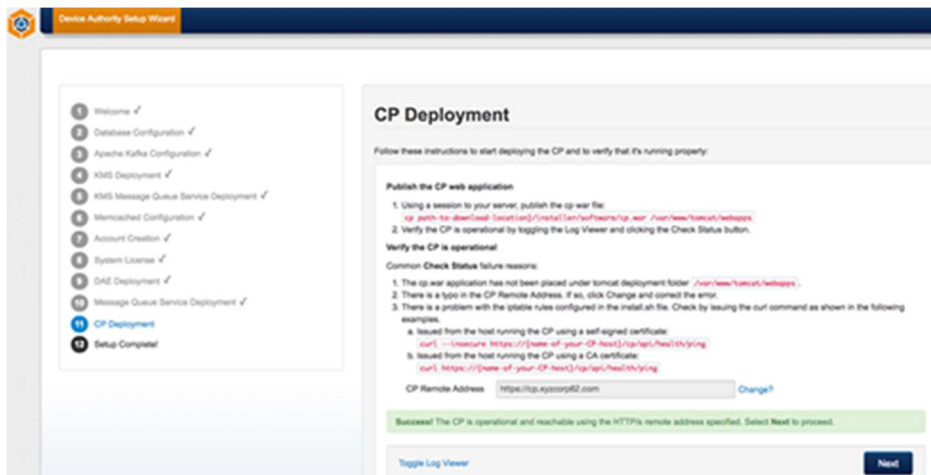 Device Authority Setup Wizard
1 Welcome ✓
2 Database Configuration ✓
3 Apache Kafka Configuration ✓
4 KMS Deployment ✓
5 KMS Message Queue Service Deployment ✓
6 Memcached Configuration ✓
7 Account Creation ✓
8 System License ✓
9 DAE Deployment ✓
10 Message Queue Service Deployment ✓
11 CP Deployment
12 Setup Complete!
CP Deployment
Follow these instructions to start deploying the CP and to verify that it's running properly:
Publish the CP web application
1. Using a session to your server, publish the cp war file:
cp path-to-download-location}/installer/software/cp.war /var/www/tomcat/webapps
2. Verify the CP is operational by toggling the Log Viewer and clicking the Check Status button.
Verify the CP is operational
Common Check Status failure reasons:
1. The cp.war application has not been placed under tomcat deployment folder /var/www/tomcat/webapps .
2. There is a typo in the CP Remote Address. If so, click Change and correct the error.
3. There is a problem with the iptable rules configured in the install.sh file. Check by issuing the curl command as shown in the following
examples.
a. Issued from the host running the CP using a self-signed certificate:
curl --insecure https://{name-of-your-CP-host}/cp/api/health/ping
b. Issued from the host running the CP using a CA certificate:
curl https://{name-of-your-CP-host}/cp/api/health/ping
CP Remote Address https://cp.xyzcorp62.com Change?
Success! The CP is operational and reachable using the HTTP/s remote address specified. Select Next to proceed.
Toggle Log Viewer Next